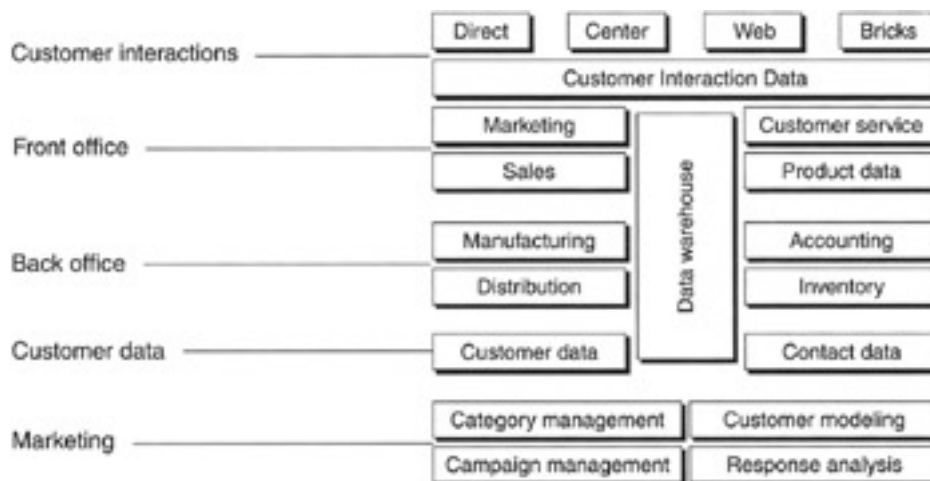 Direct Center Web Bricks
Customer interactions
Customer Interaction Data
Marketing Customer service
Front office
Sales Product data
Data warehouse
Manufacturing Accounting
Back office
Distribution Inventory
Customer data Customer data Contact data
Category management Customer modeling
Marketing
Campaign management Response analysis